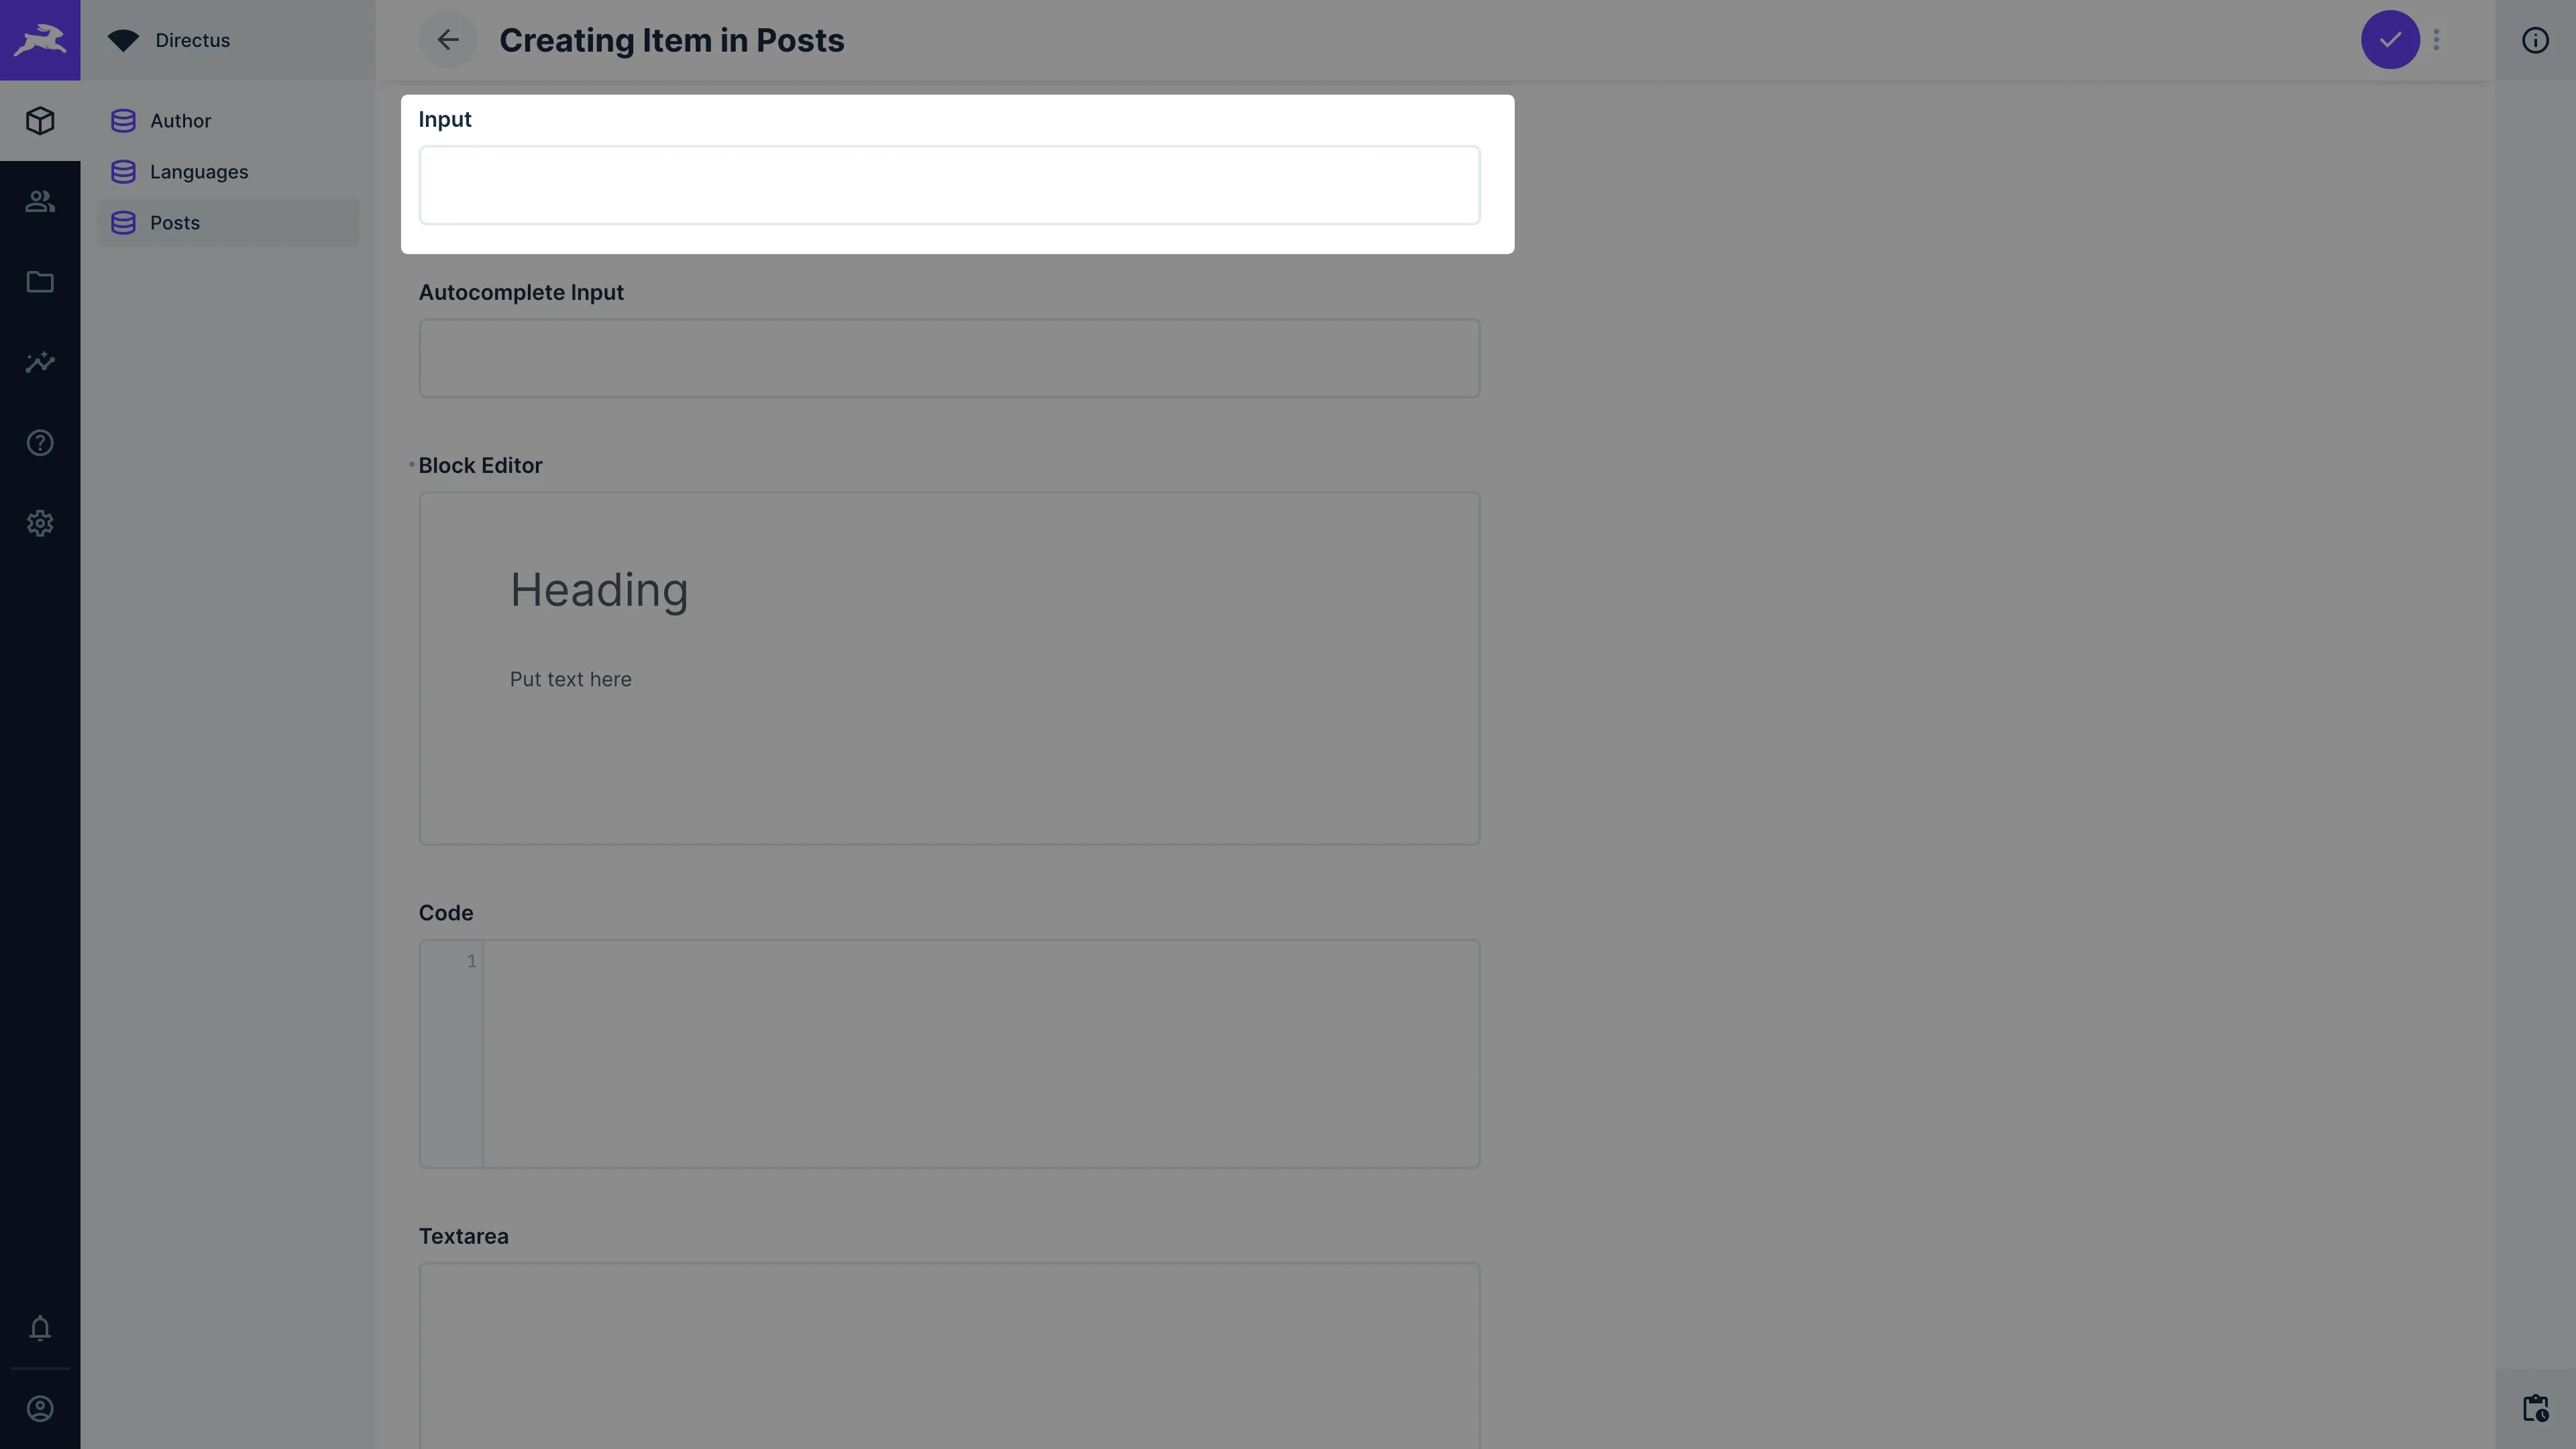 Directus
Creating Item in Posts
Author
Languages
Posts
Input
Autocomplete Input
Block Editor
Heading
Put text here
Code
1
Textarea